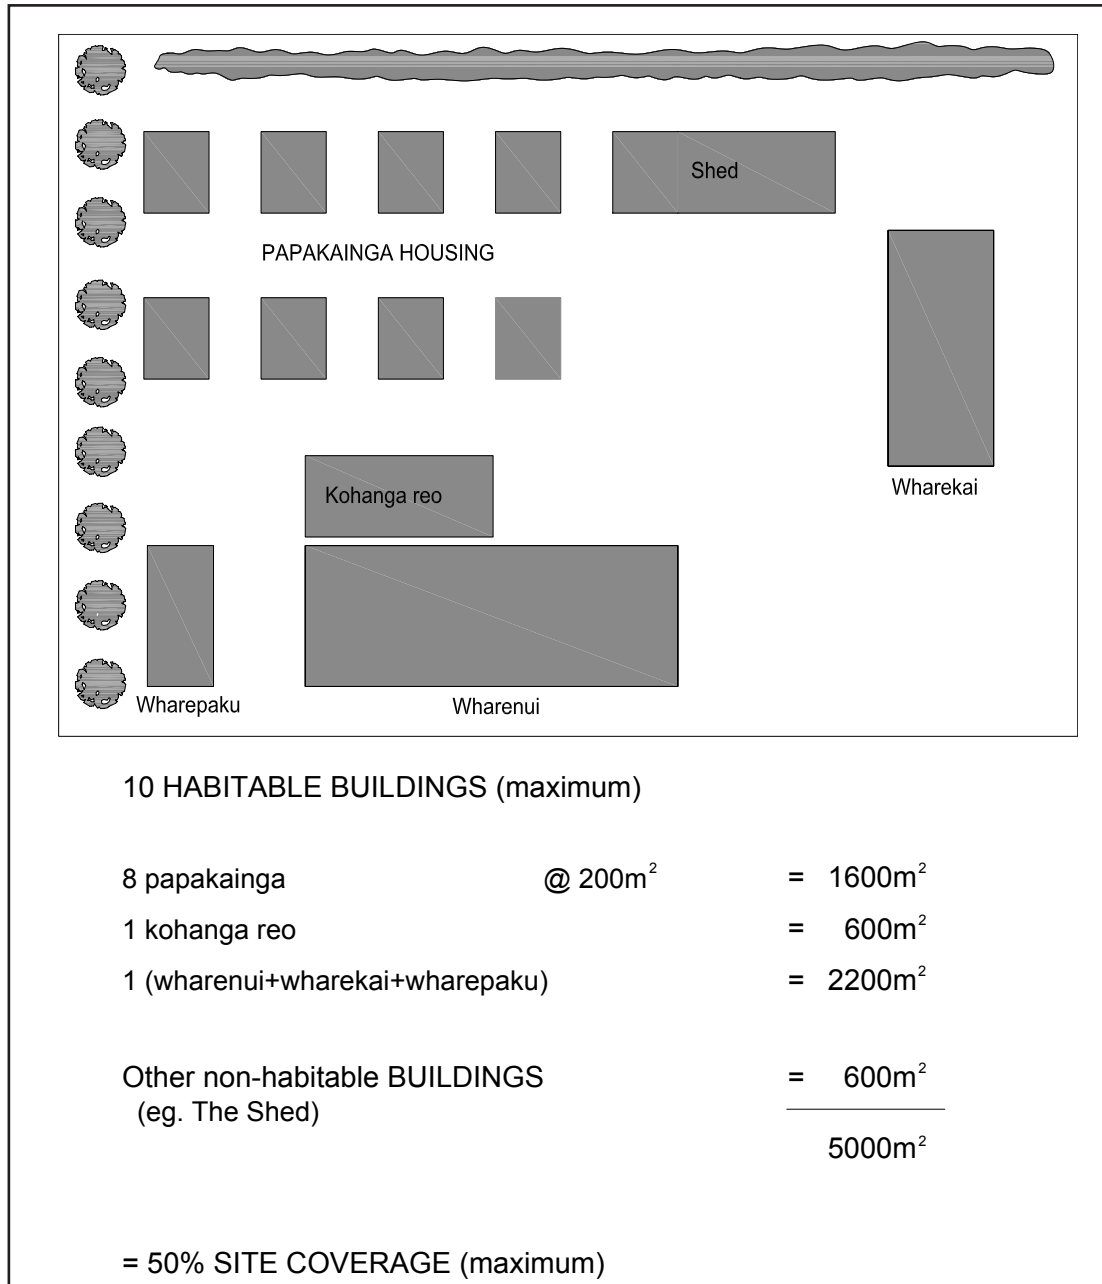 Shed
PAPAKAINGA HOUSING
Wharekai
Kohanga reo
Wharepaku
Wharenui
10 HABITABLE BUILDINGS (maximum)
8 papakainga @ 200m² = 1600m²
1 kohanga reo = 600m²
1 (wharenui+wharekai+wharepaku) = 2200m²
Other non-habitable BUILDINGS = 600m²
(eg. The Shed)
5000m²
= 50% SITE COVERAGE (maximum)